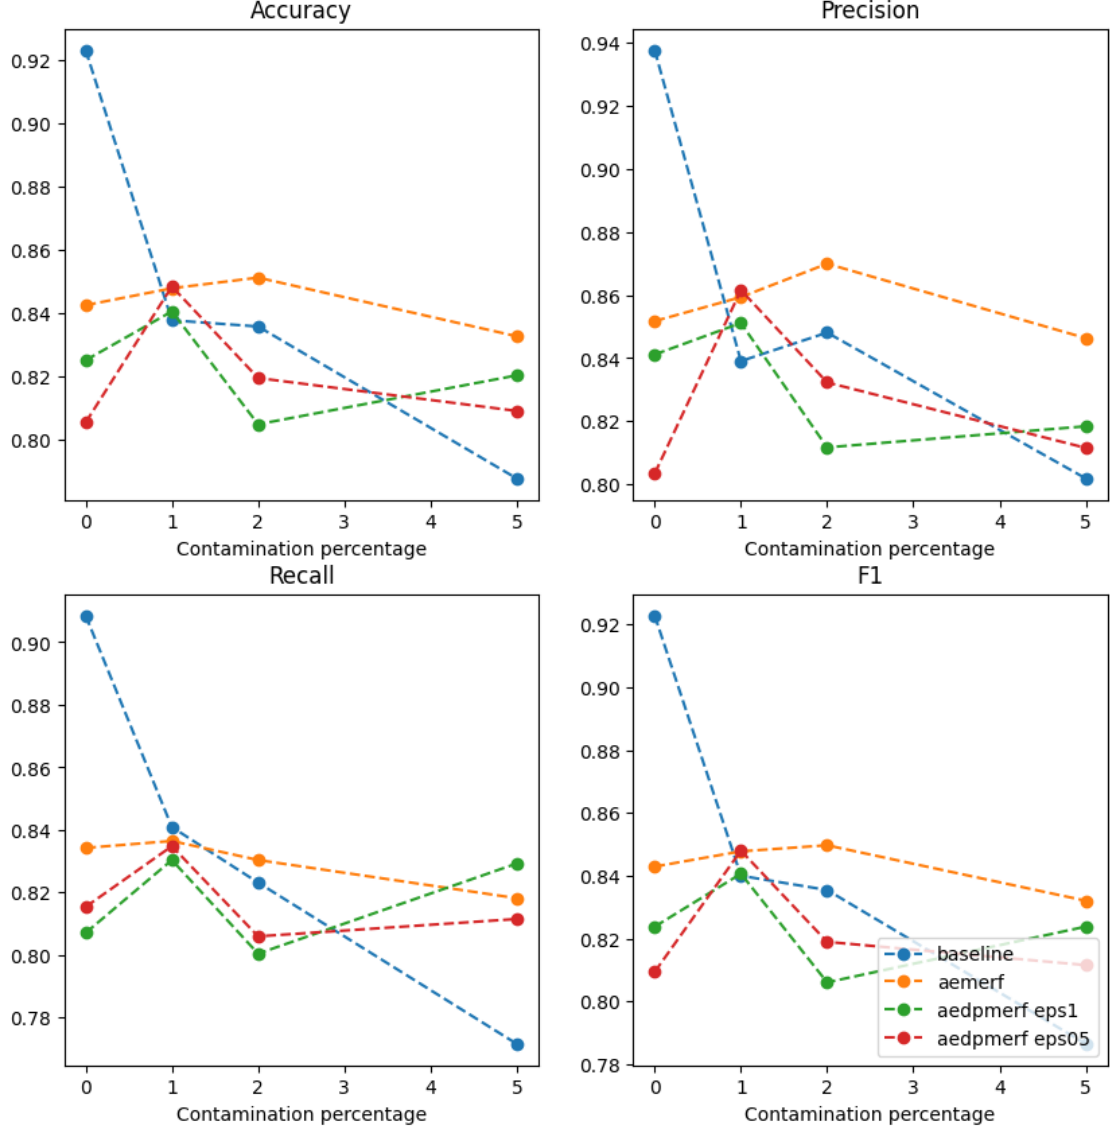 Accuracy
0.92
0.90
0.88
0.86
0.84
0.82
0.80
0 1 2 3 4 5
Contamination percentage
Precision
0.94
0.92
0.90
0.88
0.86
0.84
0.82
0.80
0 1 2 3 4 5
Contamination percentage
Recall
0.90
0.88
0.86
0.84
0.82
0.80
0.78
0 1 2 3 4 5
Contamination percentage
F1
0.92
0.90
0.88
0.86
0.84
0.82
0.80
0.78
baseline
aemerf
aedpmerf eps1
aedpmerf eps05
0 1 2 3 4 5
Contamination percentage